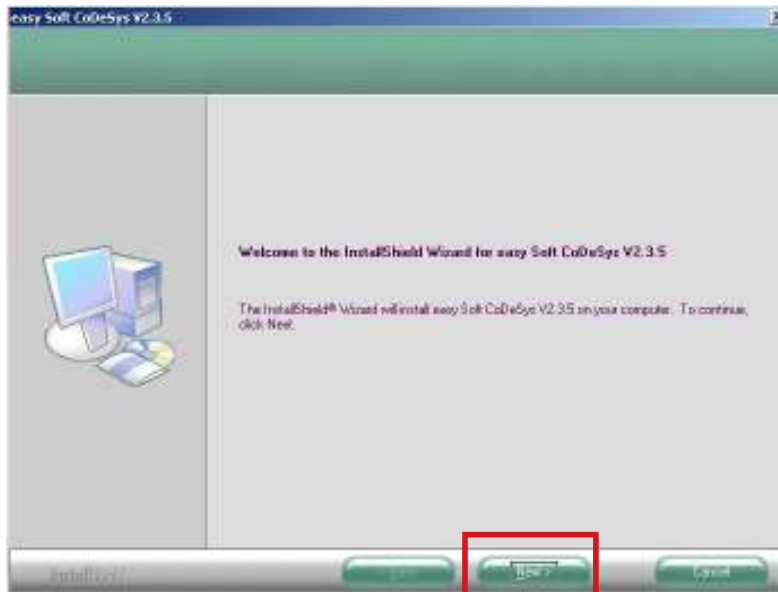 easy Soft CoDeSys V2.3.5
Welcome to the InstallShield Wizard for easy Soft CoDeSys V2.3.5
The InstallShield® Wizard will install easy Soft CoDeSys V2.3.5 on your computer. To continue,
click Next.
InstallShield
Next > Cancel